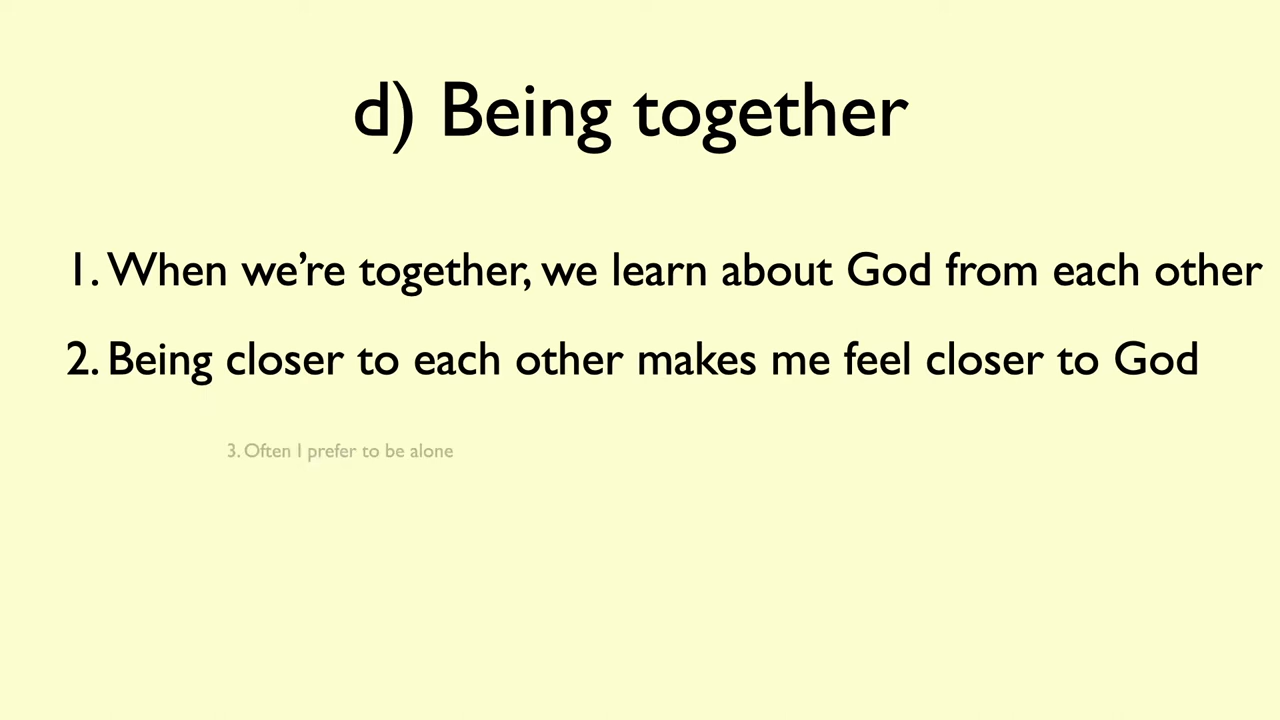 d) Being together
1. When we’re together, we learn about God from each other
2. Being closer to each other makes me feel closer to God
3. Often I prefer to be alone